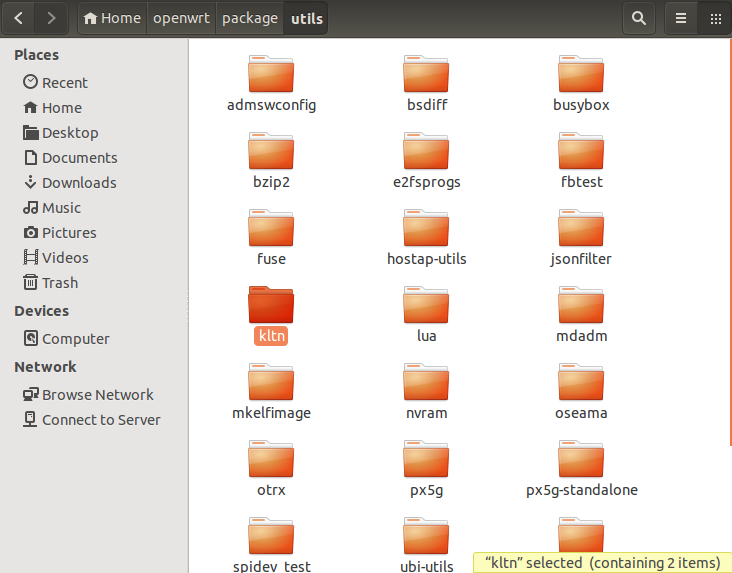 Home openwrt package utils
Places
Recent
Home
Desktop
Documents
Downloads
Music
Pictures
Videos
Trash
Devices
Computer
Network
Browse Network
Connect to Server
admswconfig bsdiff busybox
bzip2 e2fsprogs fbtest
fuse hostap-utils jsonfilter
kltn lua mdadm
mkelfimage nvram oseama
otrx px5g px5g-standalone
spidev_test ubi-utils
“kltn” selected (containing 2 items)